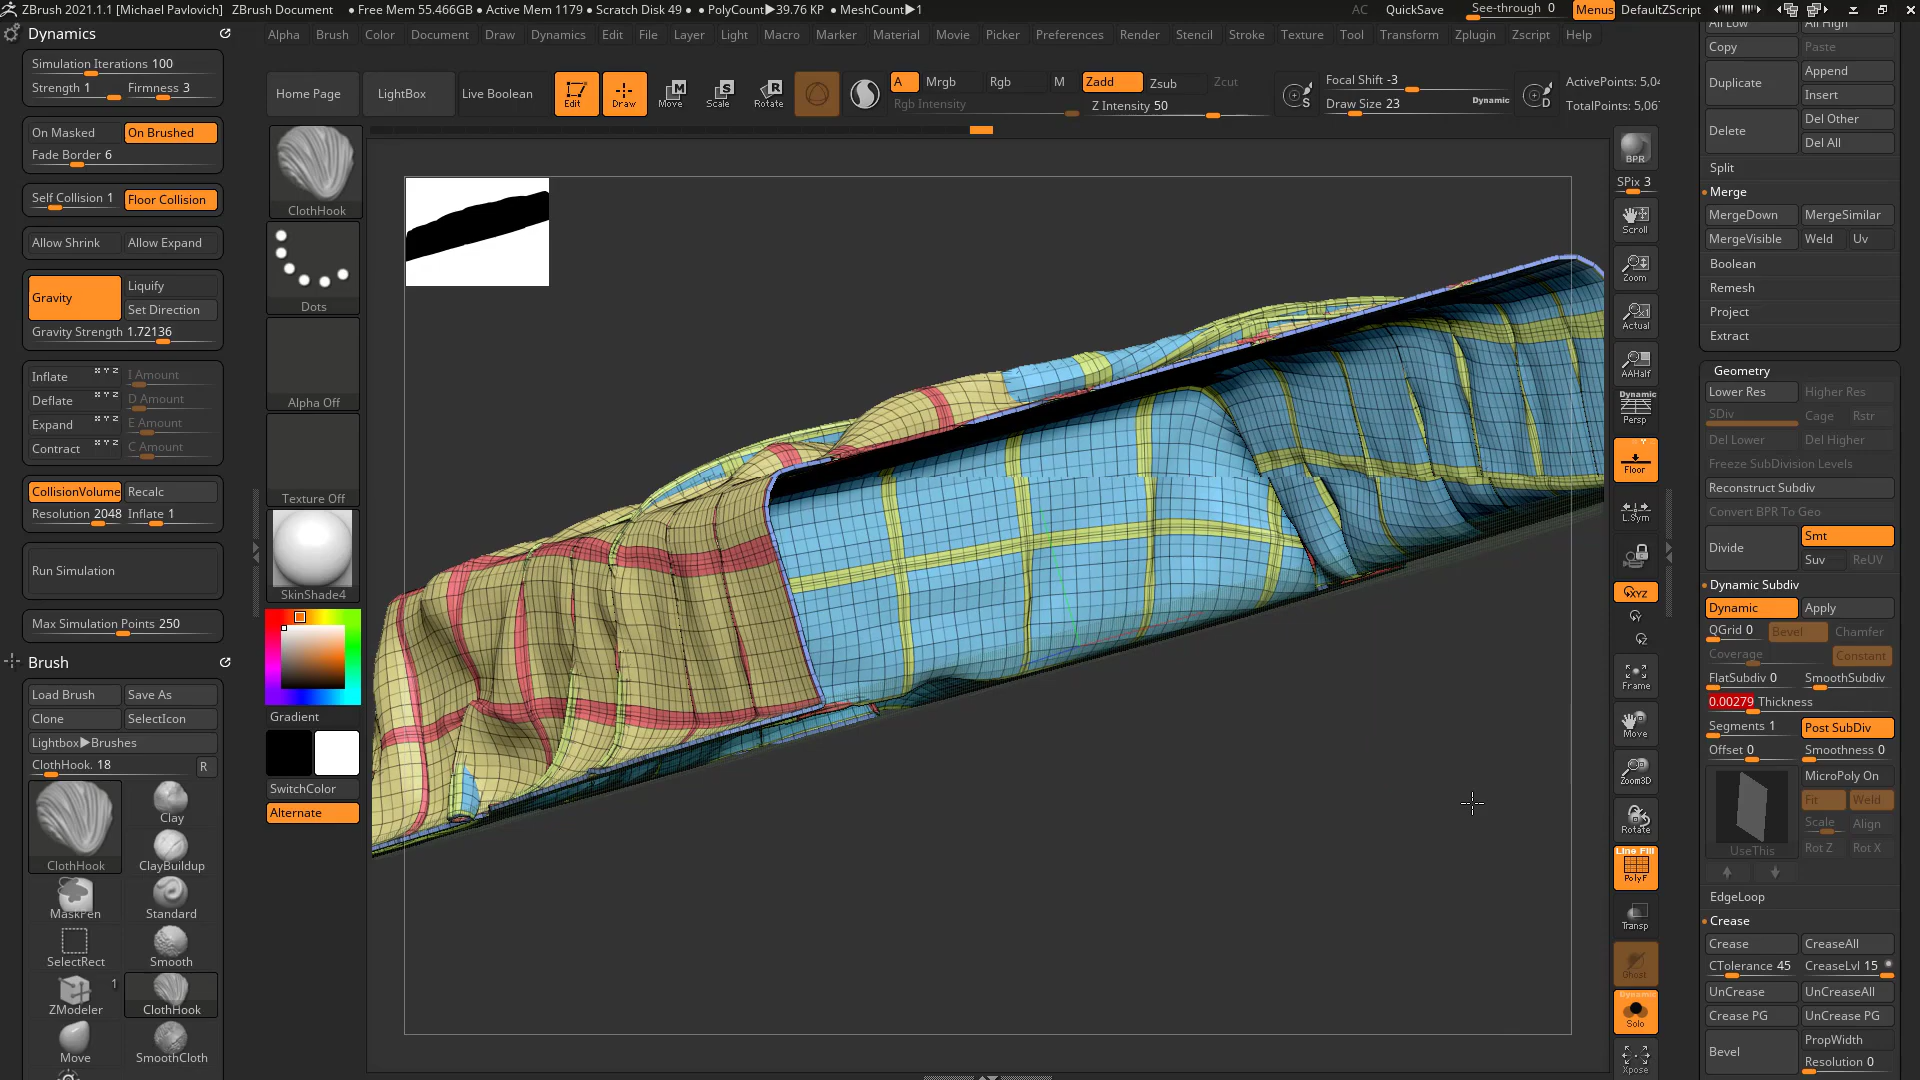 ZBrush 2021.1.1 [Michael Pavlovich] ZBrush Document • Free Mem 55.466GB • Active Mem 1179 • Scratch Disk 49 • PolyCount▶39.76 KP • MeshCount▶1
AC QuickSave See-through 0 Menus DefaultZScript
Alpha Brush Color Document Draw Dynamics Edit File Layer Light Macro Marker Material Movie Picker Preferences Render Stencil Stroke Texture Tool Transform Zplugin Zscript Help
Dynamics
Simulation Iterations 100
Strength 1 Firmness 3
On Masked On Brushed
Fade Border 6
Self Collision 1 Floor Collision
Allow Shrink Allow Expand
Gravity Liquify
Set Direction
Gravity Strength 1.72136
Inflate x Y Z I Amount
Deflate x Y Z D Amount
Expand x Y Z E Amount
Contract x Y Z C Amount
CollisionVolume Recalc
Resolution 2048 Inflate 1
Run Simulation
Max Simulation Points 250
Brush
Load Brush Save As
Clone SelectIcon
Lightbox▶Brushes
ClothHook. 18 R
ClothHook
Clay
ClayBuildup
MaskPen Standard
SelectRect Smooth
1
ZModeler ClothHook
Move SmoothCloth
Home Page LightBox Live Boolean Edit Draw Move Scale Rotate
A Mrgb Rgb M Zadd Zsub Zcut
Rgb Intensity Z Intensity 50
S Focal Shift -3
Draw Size 23 Dynamic D
ActivePoints: 5,04
TotalPoints: 5,067
ClothHook
Dots
Alpha Off
Texture Off
SkinShade4
Gradient
SwitchColor
Alternate
BPR
SPix 3
Scroll
Zoom
Actual
AAHalf
Dynamic
Persp
Floor
L.Sym
XYZ
Y
Z
Frame
Move
Zoom3D
Rotate
Line Fill
PolyF
Transp
Ghost
Dynamic
Solo
Xpose
All Low All High
Copy Paste
Duplicate Append
Insert
Delete Del Other
Del All
Split
Merge
MergeDown MergeSimilar
MergeVisible Weld Uv
Boolean
Remesh
Project
Extract
Geometry
Lower Res Higher Res
SDiv Cage Rstr
Del Lower Del Higher
Freeze SubDivision Levels
Reconstruct Subdiv
Convert BPR To Geo
Divide Smt
Suv ReUV
Dynamic Subdiv
Dynamic Apply
QGrid 0 Bevel Chamfer
Coverage Constant
FlatSubdiv 0 SmoothSubdiv
0.00279 Thickness
Segments 1 Post SubDiv
Offset 0 Smoothness 0
MicroPoly On
Fit Weld
Scale Align
UseThis Rot Z Rot X
EdgeLoop
Crease
Crease CreaseAll
CTolerance 45 CreaseLvl 15
UnCrease UnCreaseAll
Crease PG UnCrease PG
Bevel PropWidth
Resolution 0